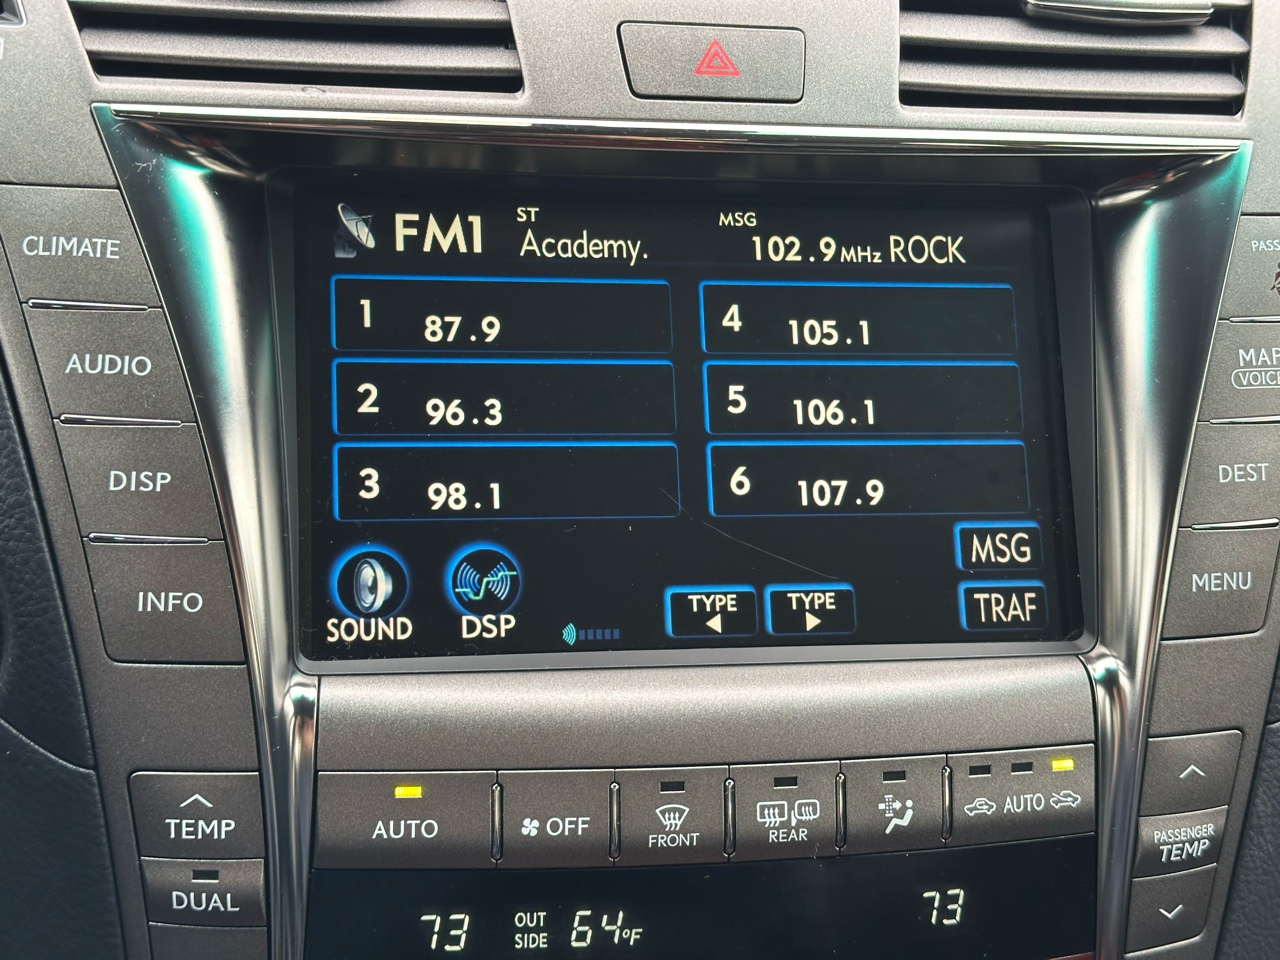 FM1
ST
Academy.
MSG
102.9 MHz ROCK
1 87.9
4 105.1
2 96.3
5 106.1
3 98.1
6 107.9
SOUND
DSP
TYPE
TYPE
MSG
TRAF
CLIMATE
AUDIO
DISP
INFO
MAP
VOICE
DEST
MENU
TEMP
DUAL
AUTO
OFF
FRONT
REAR
AUTO
PASSENGER
TEMP
73
OUT
SIDE
64°F
73